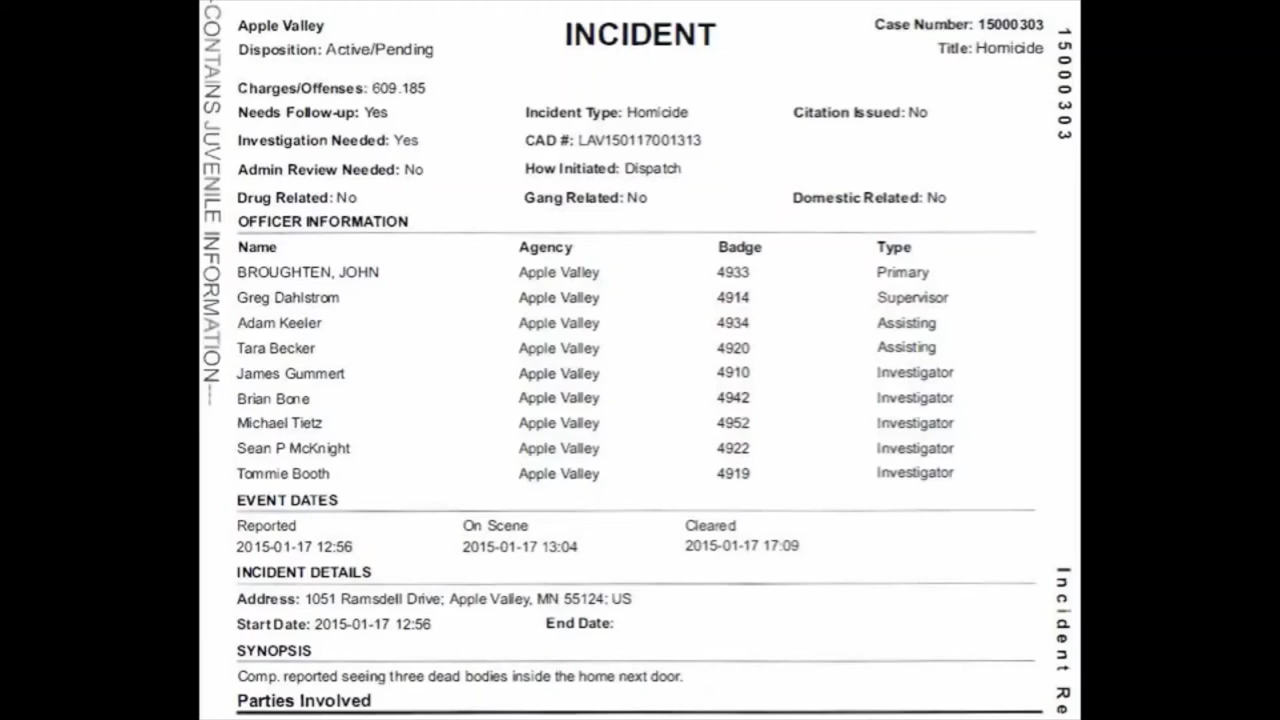 Apple Valley
INCIDENT
Case Number: 15000303
Disposition: Active/Pending
Title: Homicide
Charges/Offenses: 609.185
Needs Follow-up: Yes
Incident Type: Homicide
Citation Issued: No
Investigation Needed: Yes
CAD #: LAV150117001313
Admin Review Needed: No
How Initiated: Dispatch
Drug Related: No
Gang Related: No
Domestic Related: No
OFFICER INFORMATION
Name Agency Badge Type
BROUGHTEN, JOHN Apple Valley 4933 Primary
Greg Dahlstrom Apple Valley 4914 Supervisor
Adam Keeler Apple Valley 4934 Assisting
Tara Becker Apple Valley 4920 Assisting
James Gummert Apple Valley 4910 Investigator
Brian Bone Apple Valley 4942 Investigator
Michael Tietz Apple Valley 4952 Investigator
Sean P McKnight Apple Valley 4922 Investigator
Tommie Booth Apple Valley 4919 Investigator
EVENT DATES
Reported On Scene Cleared
2015-01-17 12:56 2015-01-17 13:04 2015-01-17 17:09
INCIDENT DETAILS
Address: 1051 Ramsdell Drive; Apple Valley, MN 55124; US
Start Date: 2015-01-17 12:56 End Date:
SYNOPSIS
Comp. reported seeing three dead bodies inside the home next door.
Parties Involved
-CONTAINS JUVENILE INFORMATION---
15000303
Incident Re